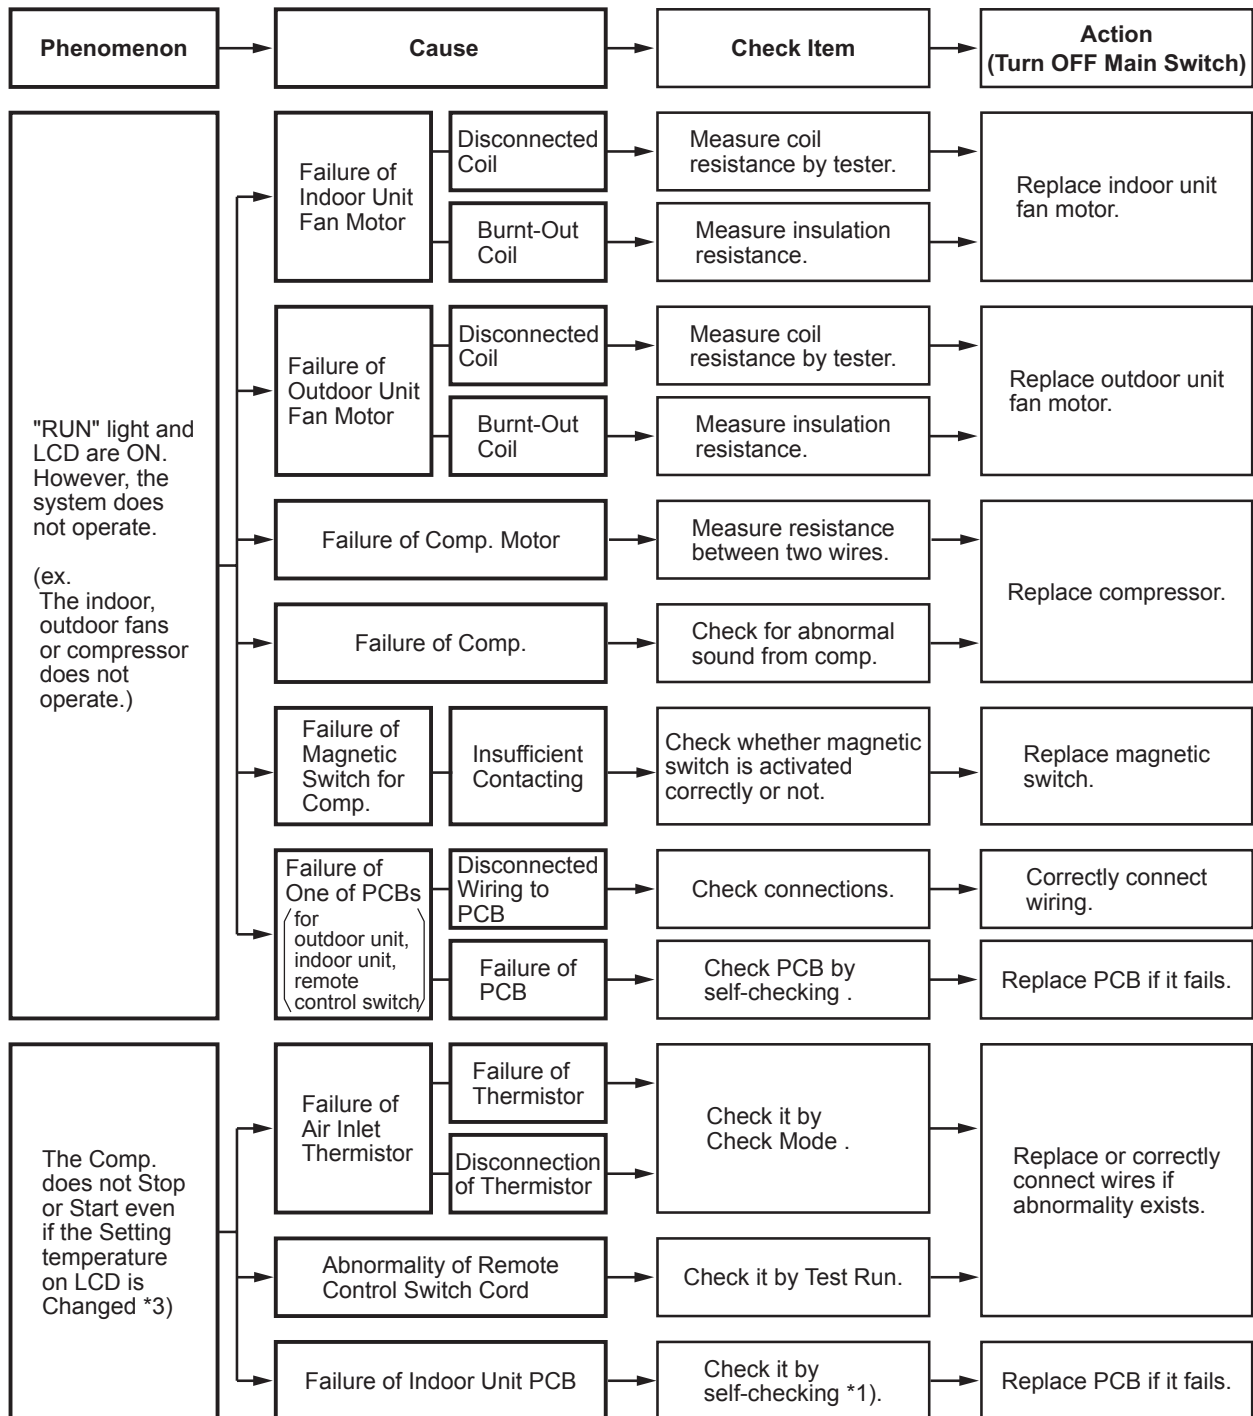 Phenomenon
Cause
Check Item
Action
(Turn OFF Main Switch)
"RUN" light and
LCD are ON.
However, the
system does
not operate.
(ex.
The indoor,
outdoor fans
or compressor
does not
operate.)
Failure of
Indoor Unit
Fan Motor
Disconnected
Coil
Measure coil
resistance by tester.
Burnt-Out
Coil
Measure insulation
resistance.
Replace indoor unit
fan motor.
Failure of
Outdoor Unit
Fan Motor
Disconnected
Coil
Measure coil
resistance by tester.
Burnt-Out
Coil
Measure insulation
resistance.
Replace outdoor unit
fan motor.
Failure of Comp. Motor
Measure resistance
between two wires.
Failure of Comp.
Check for abnormal
sound from comp.
Replace compressor.
Failure of
Magnetic
Switch for
Comp.
Insufficient
Contacting
Check whether magnetic
switch is activated
correctly or not.
Replace magnetic
switch.
Failure of
One of PCBs
for
outdoor unit,
indoor unit,
remote
control switch
Disconnected
Wiring to
PCB
Check connections.
Correctly connect
wiring.
Failure of
PCB
Check PCB by
self-checking .
Replace PCB if it fails.
The Comp.
does not Stop
or Start even
if the Setting
temperature
on LCD is
Changed *3)
Failure of
Air Inlet
Thermistor
Failure of
Thermistor
Disconnection
of Thermistor
Check it by
Check Mode .
Abnormality of Remote
Control Switch Cord
Check it by Test Run.
Replace or correctly
connect wires if
abnormality exists.
Failure of Indoor Unit PCB
Check it by
self-checking *1).
Replace PCB if it fails.